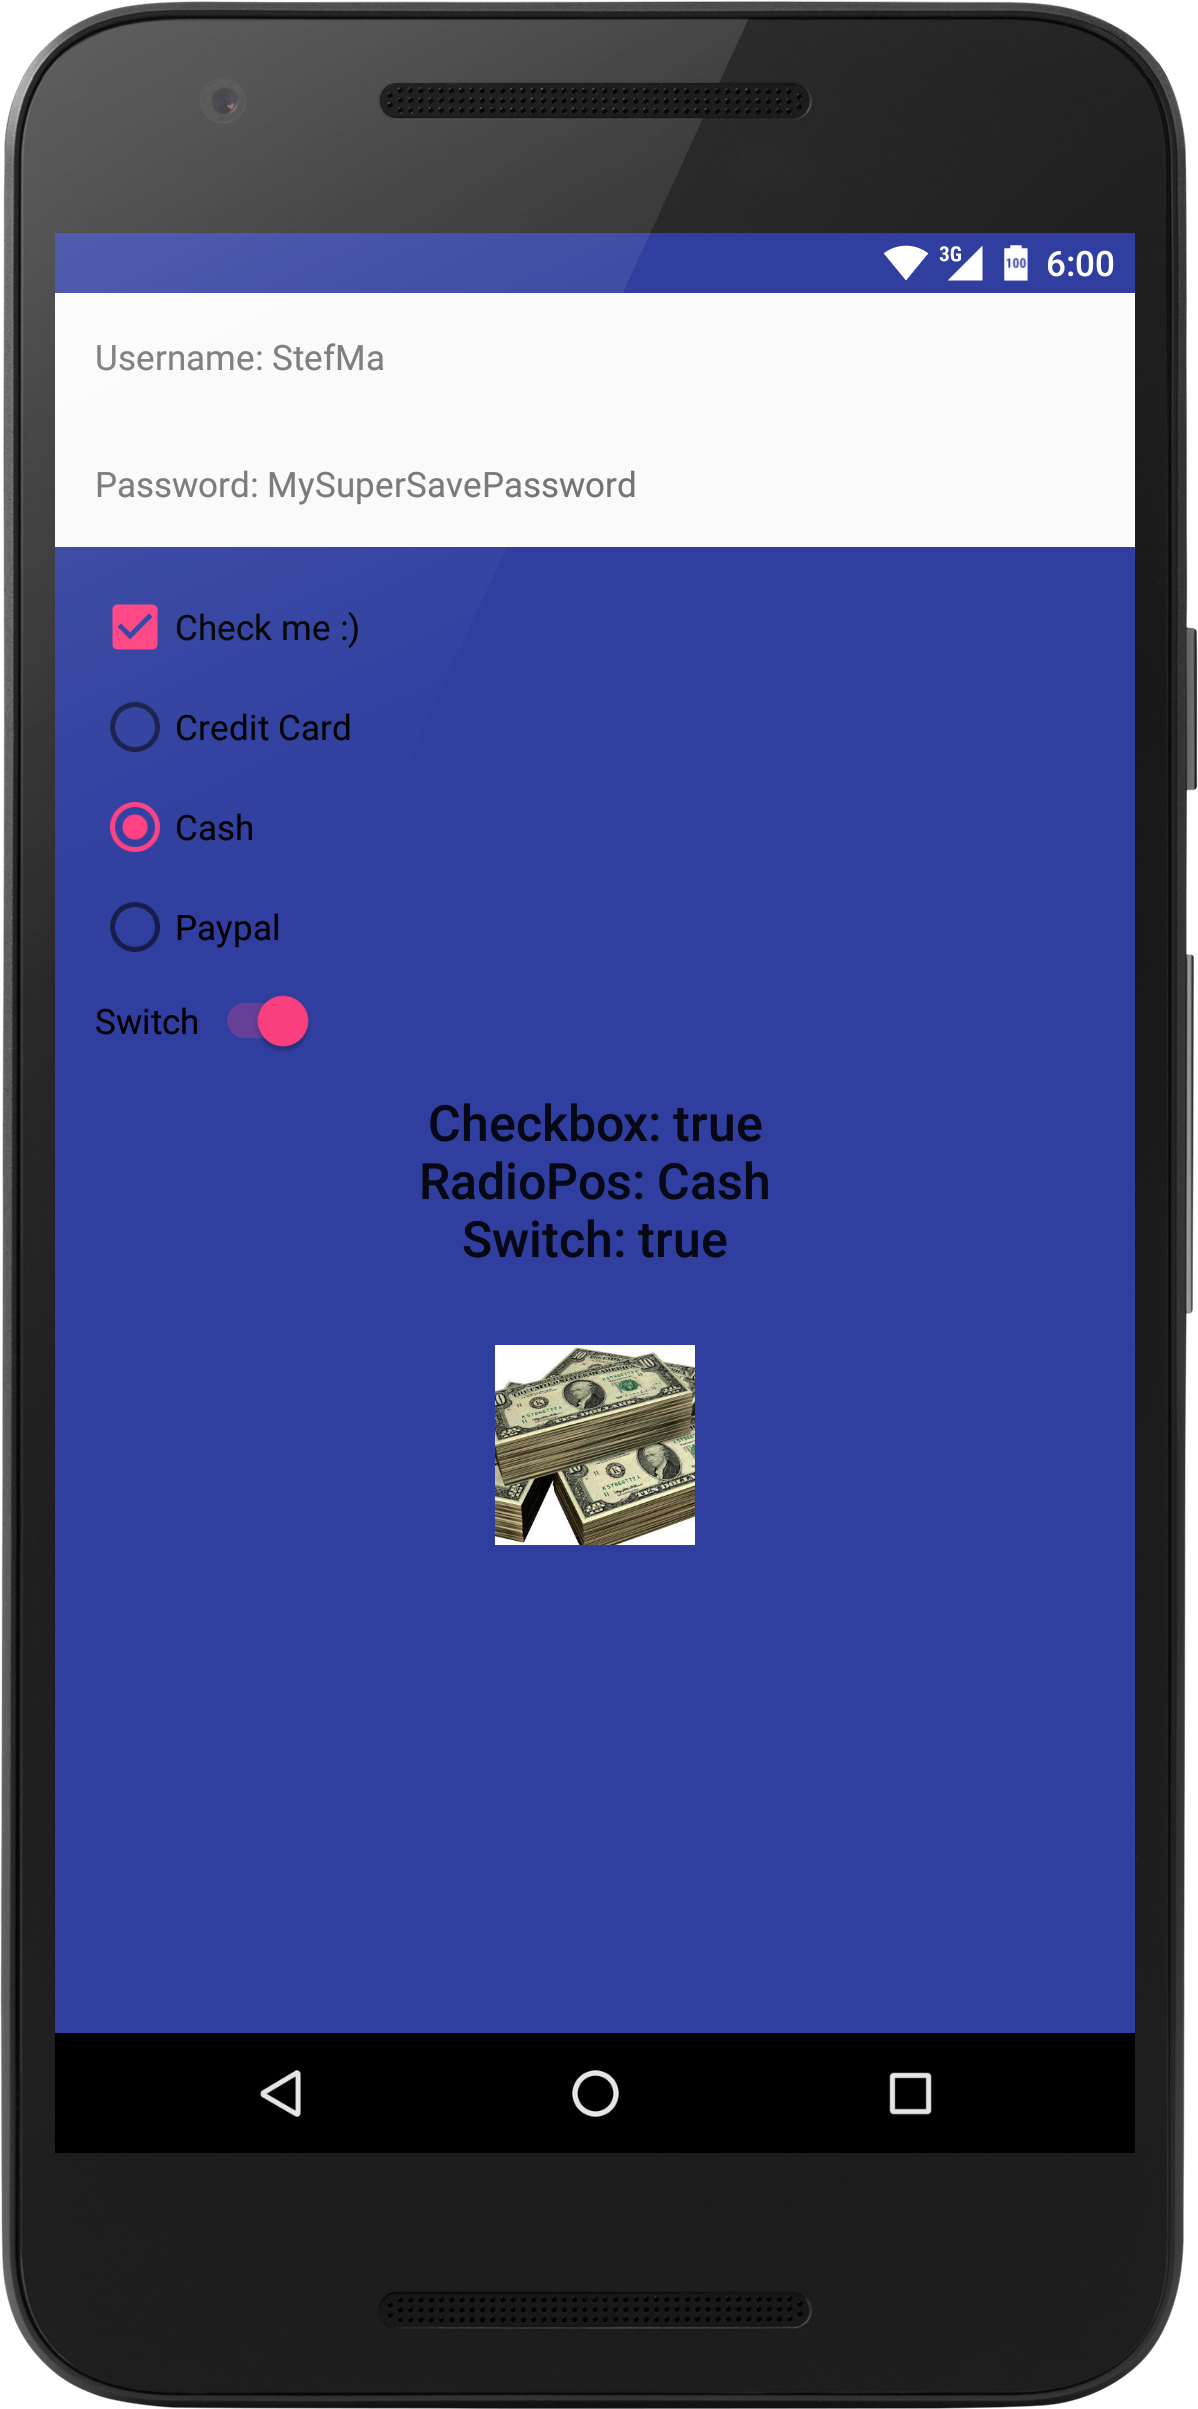 3G 100 6:00
Username: StefMa
Password: MySuperSavePassword
Check me :)
Credit Card
Cash
Paypal
Switch
Checkbox: true
RadioPos: Cash
Switch: true